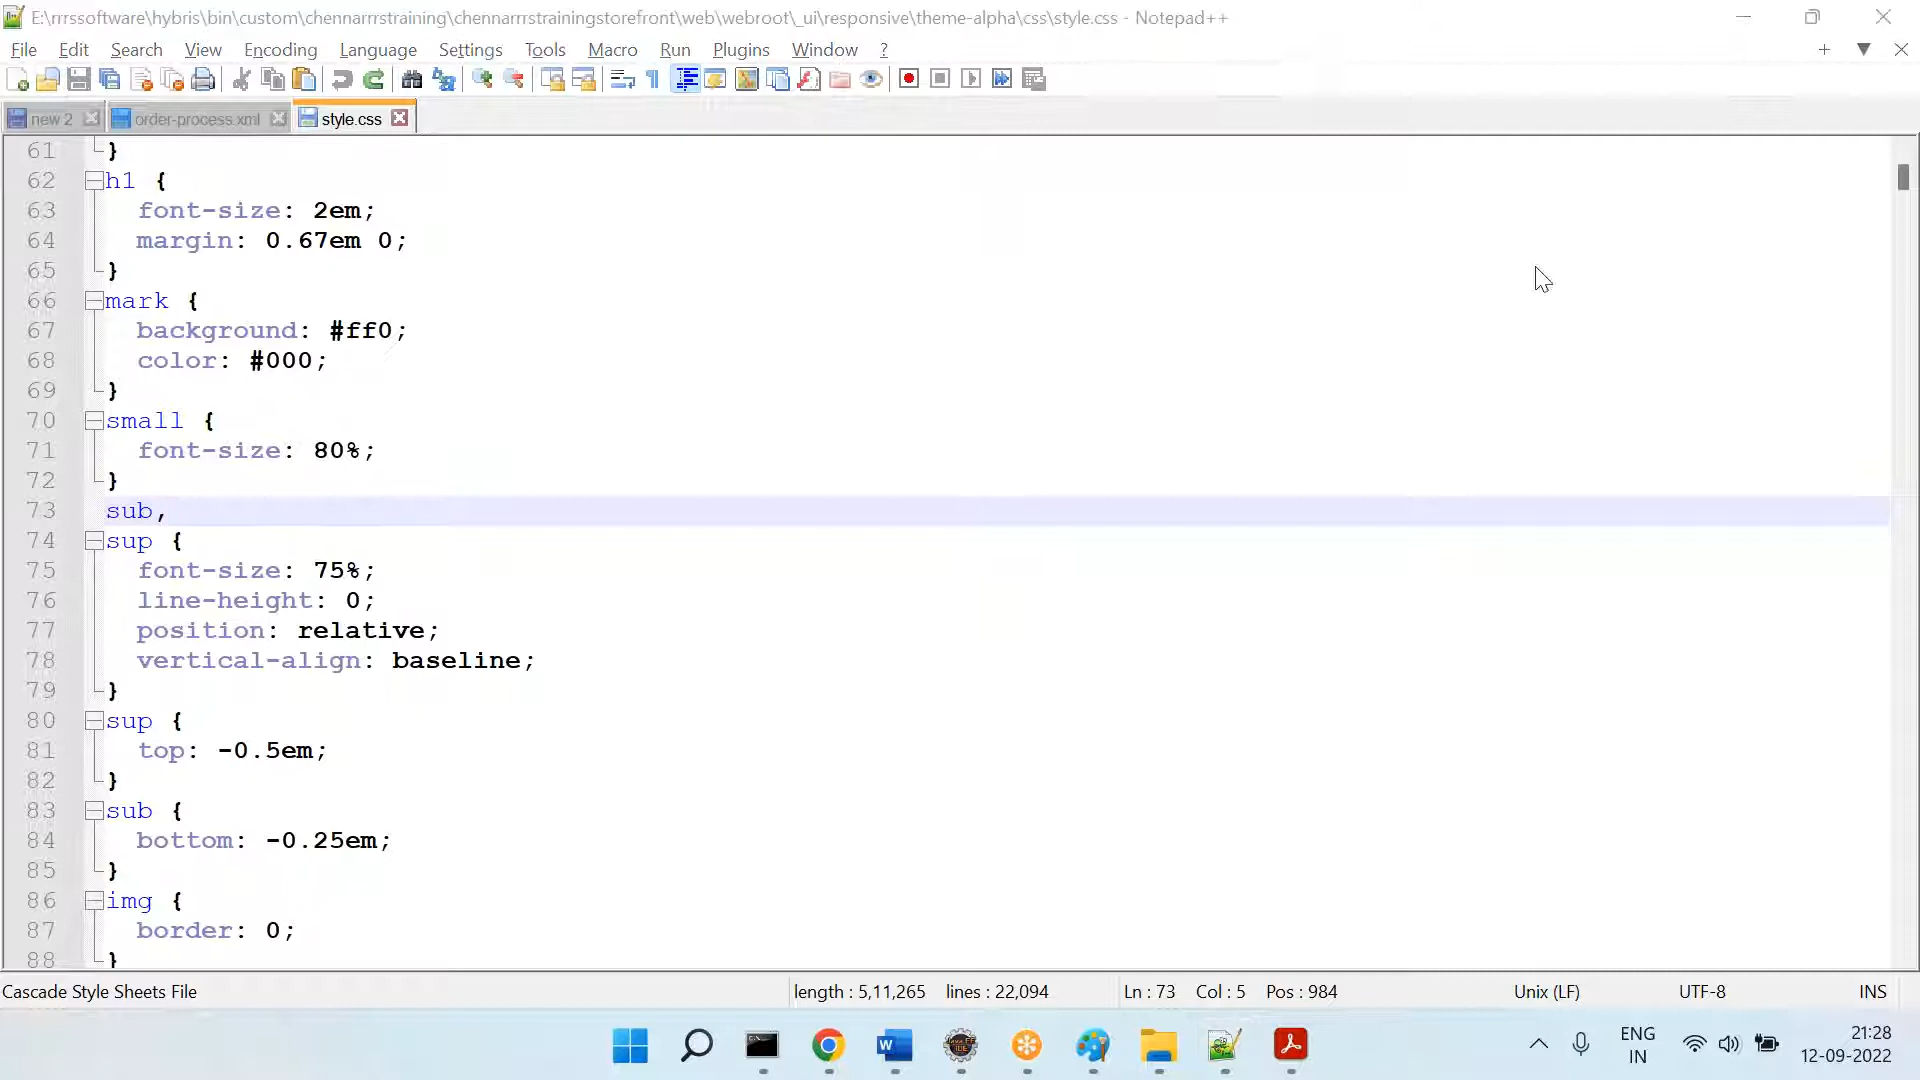 E:\rrrssoftware\hybris\bin\custom\chennarrrstraining\chennarrrstrainingstorefront\web\webroot\_ui\responsive\theme-alpha\css\style.css - Notepad++
File Edit Search View Encoding Language Settings Tools Macro Run Plugins Window ?
new 2 order-process.xml style.css
61 }
62 h1 {
63 font-size: 2em;
64 margin: 0.67em 0;
65 }
66 mark {
67 background: #ff0;
68 color: #000;
69 }
70 small {
71 font-size: 80%;
72 }
73 sub,
74 sup {
75 font-size: 75%;
76 line-height: 0;
77 position: relative;
78 vertical-align: baseline;
79 }
80 sup {
81 top: -0.5em;
82 }
83 sub {
84 bottom: -0.25em;
85 }
86 img {
87 border: 0;
88 }
Cascade Style Sheets File length : 5,11,265 lines : 22,094 Ln : 73 Col : 5 Pos : 984 Unix (LF) UTF-8 INS
ENG 21:28
IN 12-09-2022